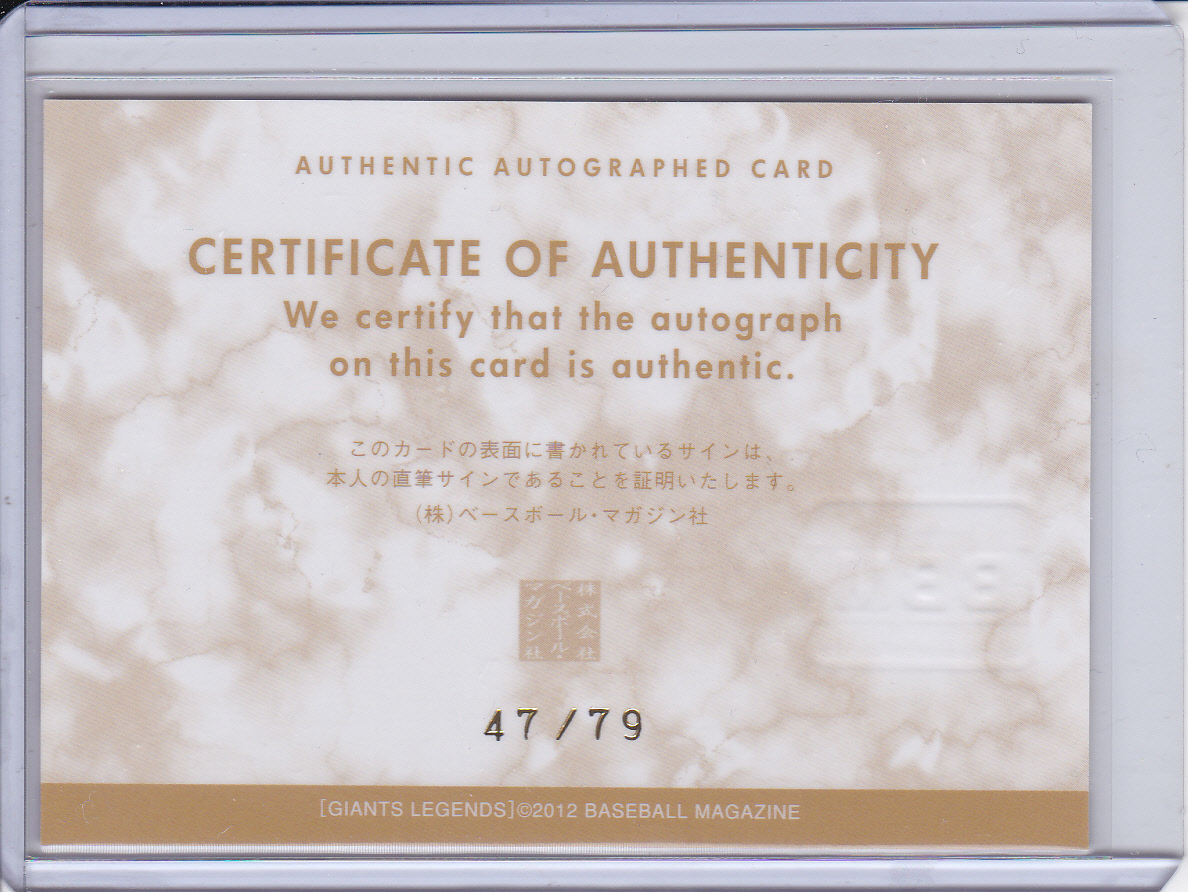 AUTHENTIC AUTOGRAPHED CARD
CERTIFICATE OF AUTHENTICITY
We certify that the autograph
on this card is authentic.
このカードの表面に書かれているサインは、
本人の直筆サインであることを証明いたします。
(株)ベースボール・マガジン社
株式会社
ベースボール・
マガジン社
47/79
[GIANTS LEGENDS]©2012 BASEBALL MAGAZINE